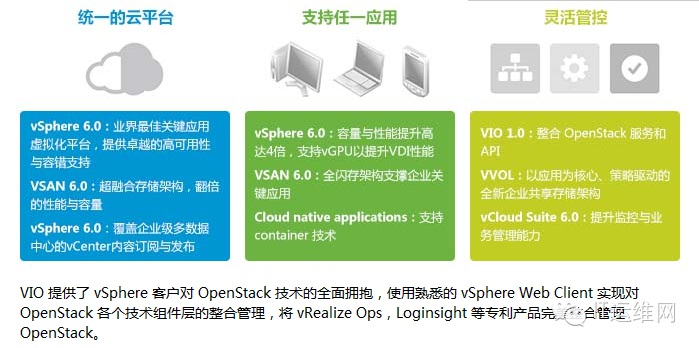 统一的云平台
支持任一应用
灵活管控
vSphere 6.0：业界最佳关键应用
虚拟化平台，提供卓越的高可用性
与容错支持
VSAN 6.0：超融合存储架构，翻倍
的性能与容量
vSphere 6.0：覆盖企业级多数据
中心的vCenter内容订阅与发布
vSphere 6.0：容量与性能提升高
达4倍，支持vGPU以提升VDI性能
VSAN 6.0：全闪存架构支撑企业关
键应用
Cloud native applications：支持
container 技术
VIO 1.0：整合 OpenStack 服务和
API
VVOL：以应用为核心、策略驱动的
全新企业共享存储架构
vCloud Suite 6.0：提升监控与业
务管理能力
VIO 提供了 vSphere 客户对 OpenStack 技术的全面拥抱，使用熟悉的 vSphere Web Client 实现对
OpenStack 各个技术组件层的整合管理，将 vRealize Ops，Loginsight 等专利产品完整合管理
OpenStack。
运维网